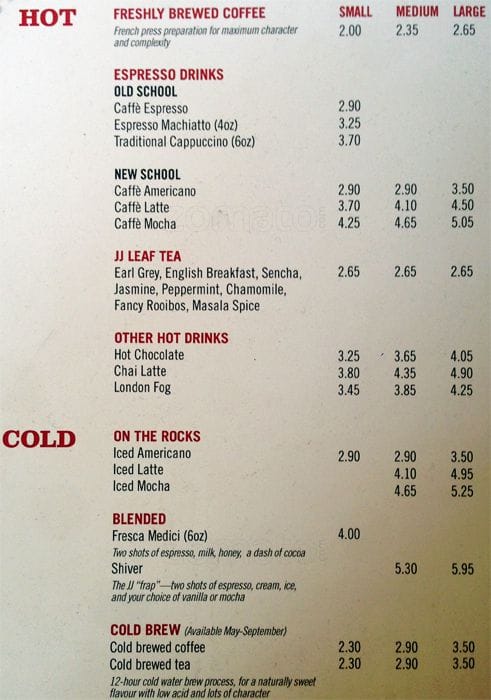 HOT
FRESHLY BREWED COFFEE SMALL MEDIUM LARGE
French press preparation for maximum character 2.00 2.35 2.65
and complexity
ESPRESSO DRINKS
OLD SCHOOL
Caffè Espresso 2.90
Espresso Machiatto (4oz) 3.25
Traditional Cappuccino (6oz) 3.70
NEW SCHOOL
Caffè Americano 2.90 2.90 3.50
Caffè Latte 3.70 4.10 4.50
Caffè Mocha 4.25 4.65 5.05
JJ LEAF TEA
Earl Grey, English Breakfast, Sencha, 2.65 2.65 2.65
Jasmine, Peppermint, Chamomile,
Fancy Rooibos, Masala Spice
OTHER HOT DRINKS
Hot Chocolate 3.25 3.65 4.05
Chai Latte 3.80 4.35 4.90
London Fog 3.45 3.85 4.25
COLD
ON THE ROCKS
Iced Americano 2.90 2.90 3.50
Iced Latte 4.10 4.95
Iced Mocha 4.65 5.25
BLENDED
Fresca Medici (6oz) 4.00
Two shots of espresso, milk, honey, a dash of cocoa
Shiver 5.30 5.95
The JJ "frap"—two shots of espresso, cream, ice,
and your choice of vanilla or mocha
COLD BREW (Available May-September)
Cold brewed coffee 2.30 2.90 3.50
Cold brewed tea 2.30 2.90 3.50
12-hour cold water brew process, for a naturally sweet
flavour with low acid and lots of character